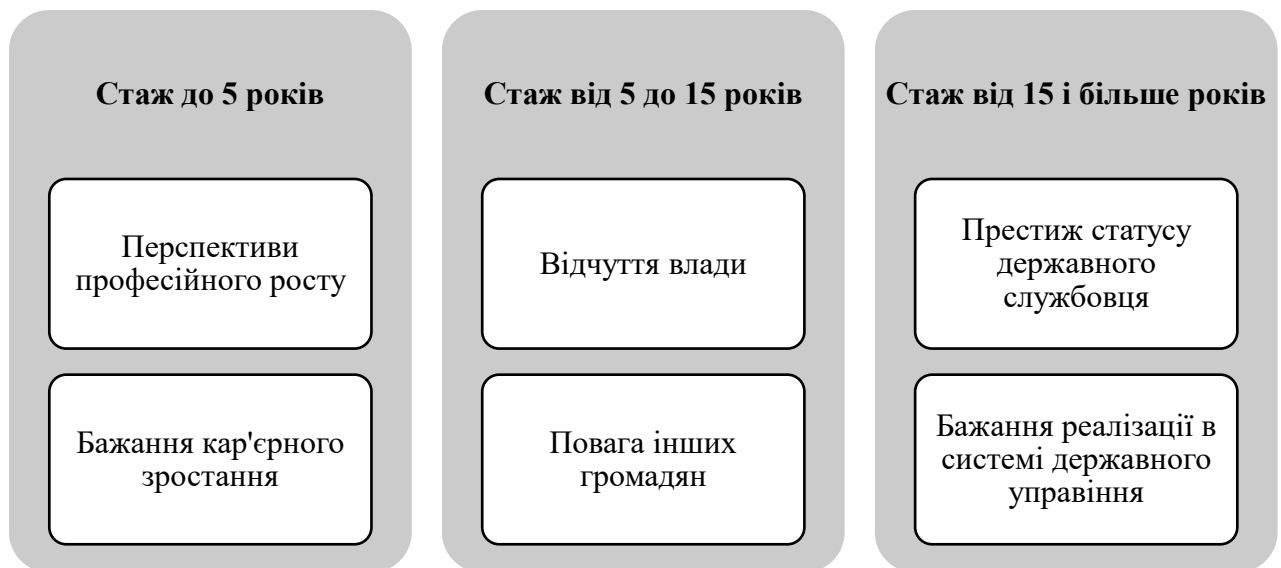 Стаж до 5 років
Перспективи
професійного росту
Бажання кар'єрного
зростання
Стаж від 5 до 15 років
Відчуття влади
Повага інших
громадян
Стаж від 15 і більше років
Престиж статусу
державного
службовця
Бажання реалізації в
системі державного
управіння